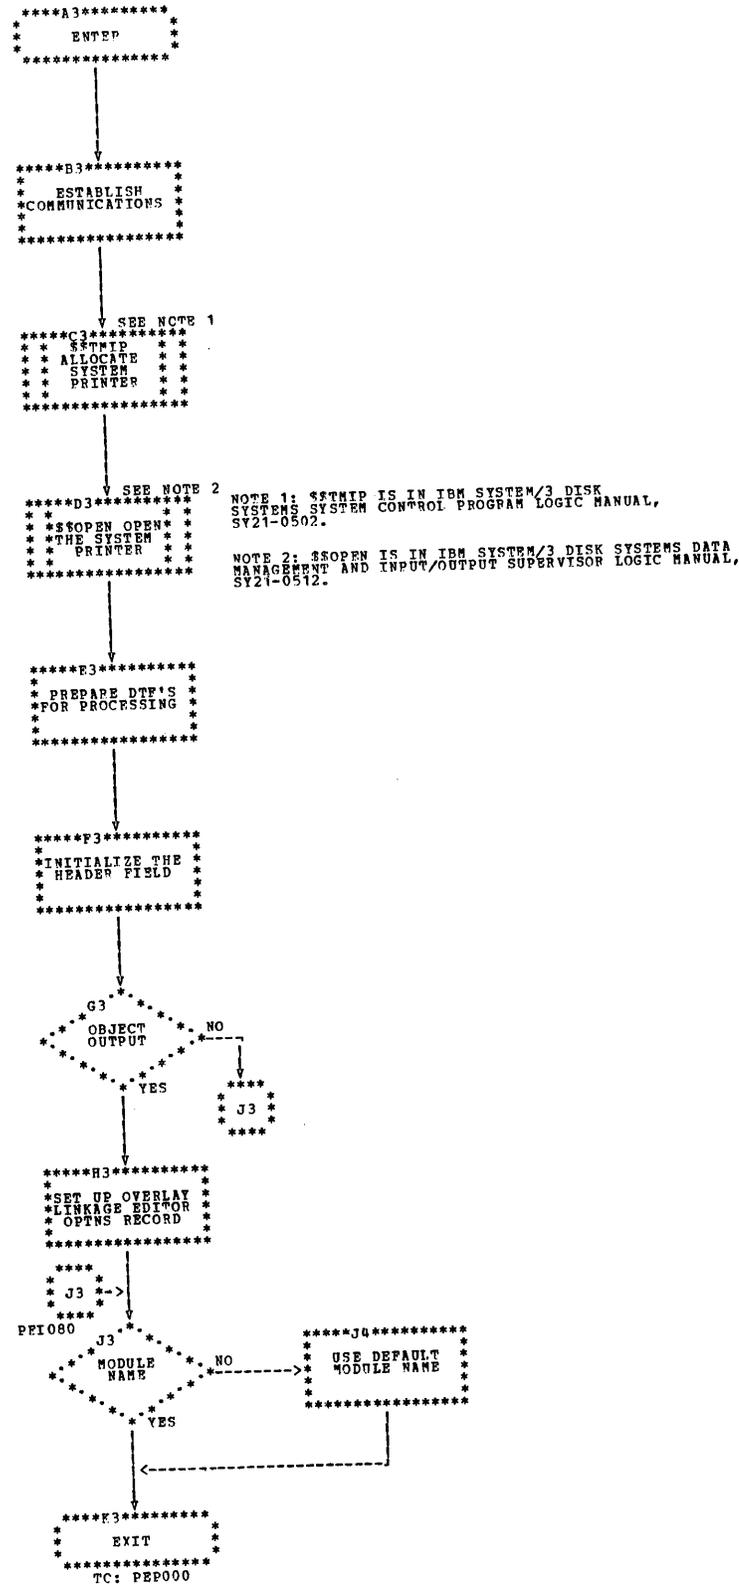 A3
ENTER
B3
ESTABLISH
COMMUNICATIONS
SEE NOTE 1
C3
$$TMIP
ALLOCATE
SYSTEM
PRINTER
SEE NOTE 2
D3
$$OPEN OPEN
THE SYSTEM
PRINTER
NOTE 1: $$TMIP IS IN IBM SYSTEM/3 DISK
SYSTEMS SYSTEM CONTROL PROGRAM LOGIC MANUAL,
SY21-0502.
NOTE 2: $$OPEN IS IN IBM SYSTEM/3 DISK SYSTEMS DATA
MANAGEMENT AND INPUT/OUTPUT SUPERVISOR LOGIC MANUAL,
SY21-0512.
E3
PREPARE DTF'S
FOR PROCESSING
F3
INITIALIZE THE
HEADER FIELD
G3
OBJECT
OUTPUT
NO
YES
J3
H3
SET UP OVERLAY
LINKAGE EDITOR
OPTNS RECORD
J3
PEI080
J3
MODULE
NAME
NO
YES
J4
USE DEFAULT
MODULE NAME
K3
EXIT
TC: PEP000